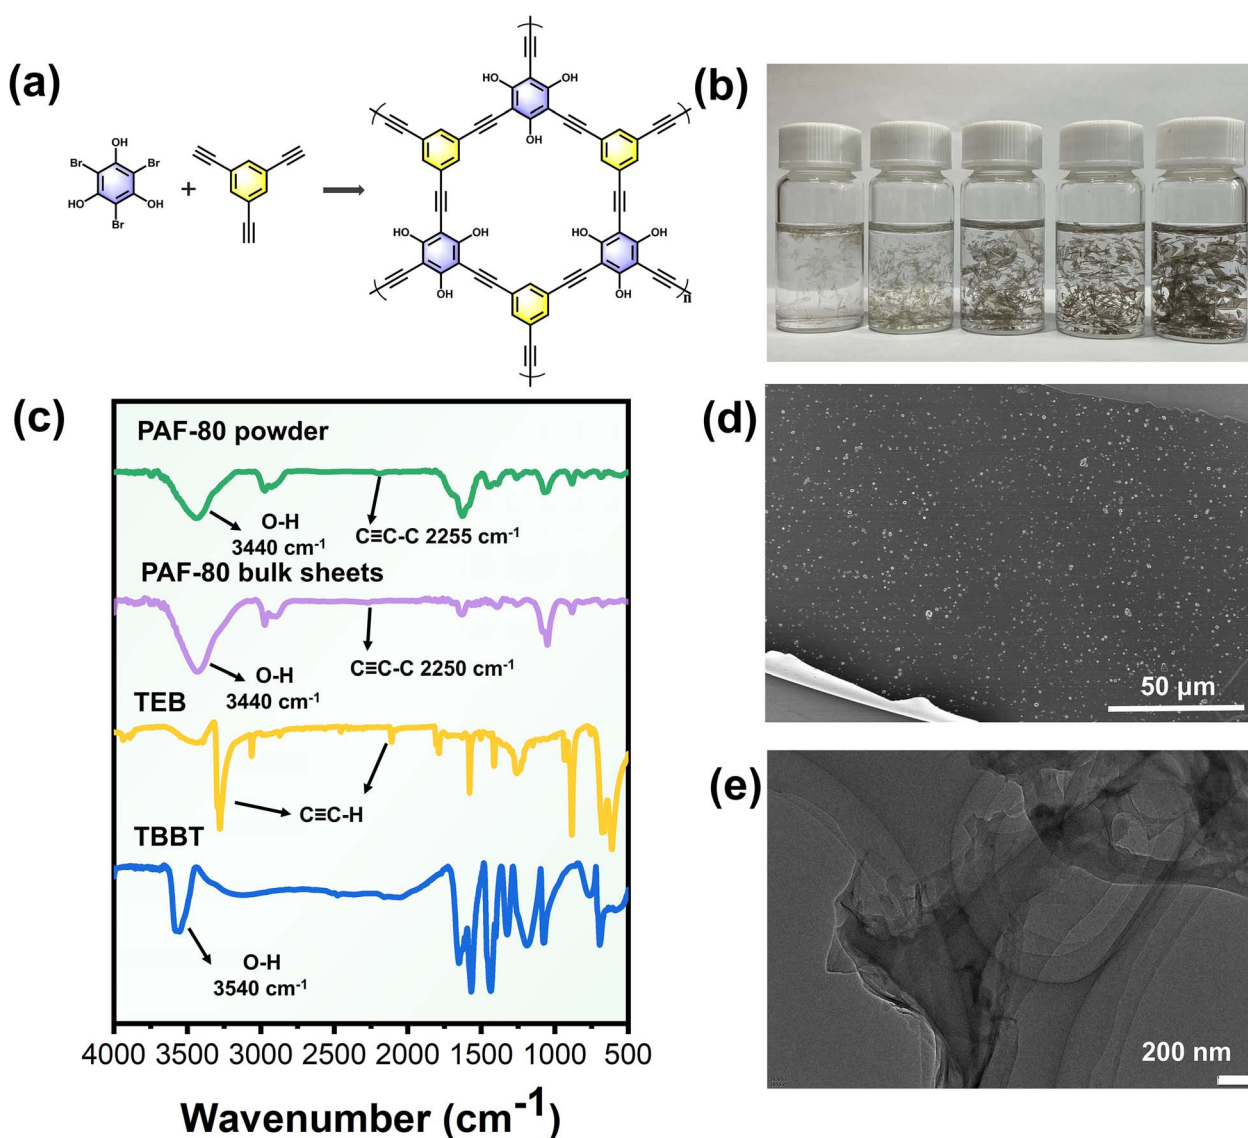 (a)
OH
Br
Br
HO
OH
Br
+
HO
OH
OH
HO
OH
HO
OH
OH
OH
n
(b)
(c)
PAF-80 powder
O-H
3440 cm-1
C≡C-C 2255 cm-1
PAF-80 bulk sheets
O-H
3440 cm-1
C≡C-C 2250 cm-1
TEB
C≡C-H
TBBT
O-H
3540 cm-1
4000 3500 3000 2500 2000 1500 1000 500
Wavenumber (cm-1)
(d)
50 μm
(e)
200 nm